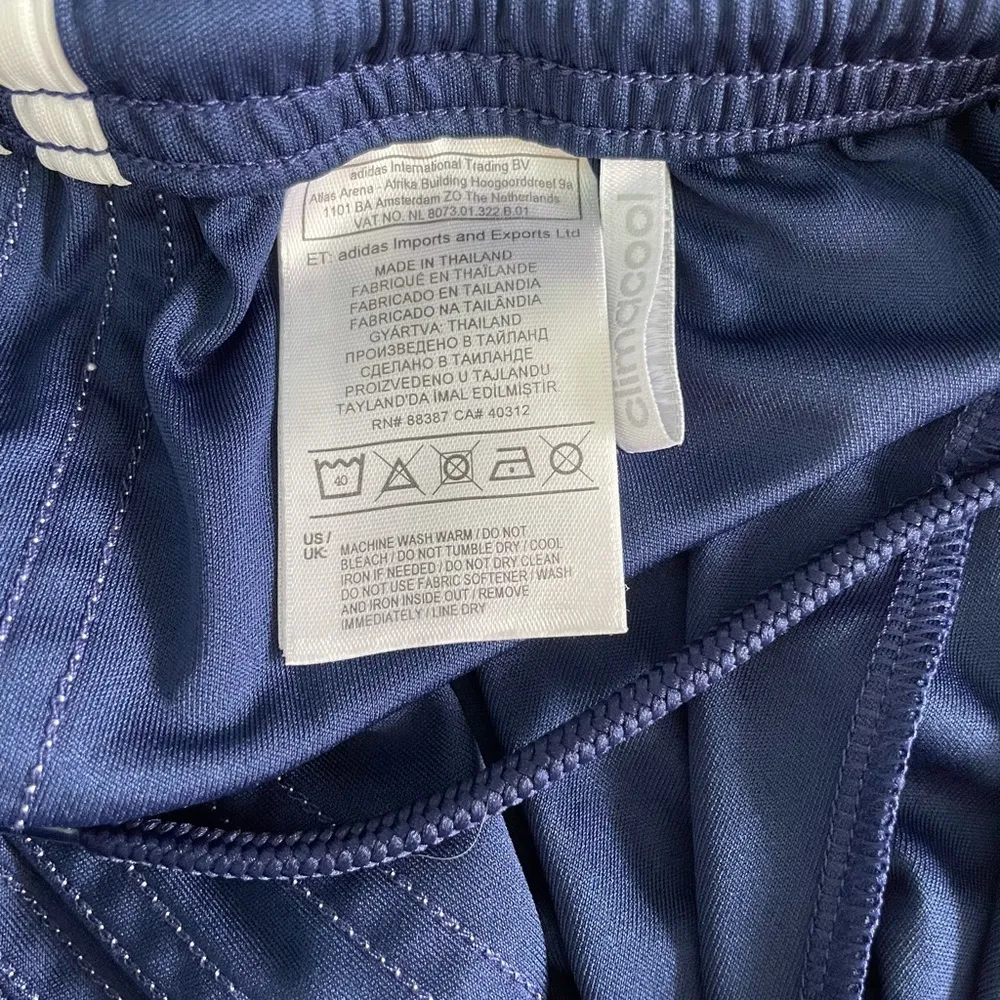 adidas International Trading BV
Atlas Arena - Afrika Building Hoogoorddreef 9a
1101 BA Amsterdam ZO The Netherlands
VAT NO. NL 8073.01.322 B.01
ET: adidas Imports and Exports Ltd
MADE IN THAILAND
FABRIQUÉ EN THAÏLANDE
FABRICADO EN TAILANDIA
FABRICADO NA TAILÂNDIA
GYÁRTVA: THAILAND
ПРОИЗВЕДЕНО В ТАЙЛАНД
СДЕЛАНО В ТАИЛАНДЕ
PROIZVEDENO U TAJLANDU
TAYLAND'DA İMAL EDİLMİŞTİR
RN# 88387 CA# 40312
40
US /
UK:
MACHINE WASH WARM / DO NOT
BLEACH / DO NOT TUMBLE DRY / COOL
IRON IF NEEDED / DO NOT DRY CLEAN
DO NOT USE FABRIC SOFTENER / WASH
AND IRON INSIDE OUT / REMOVE
IMMEDIATELY / LINE DRY
climacool